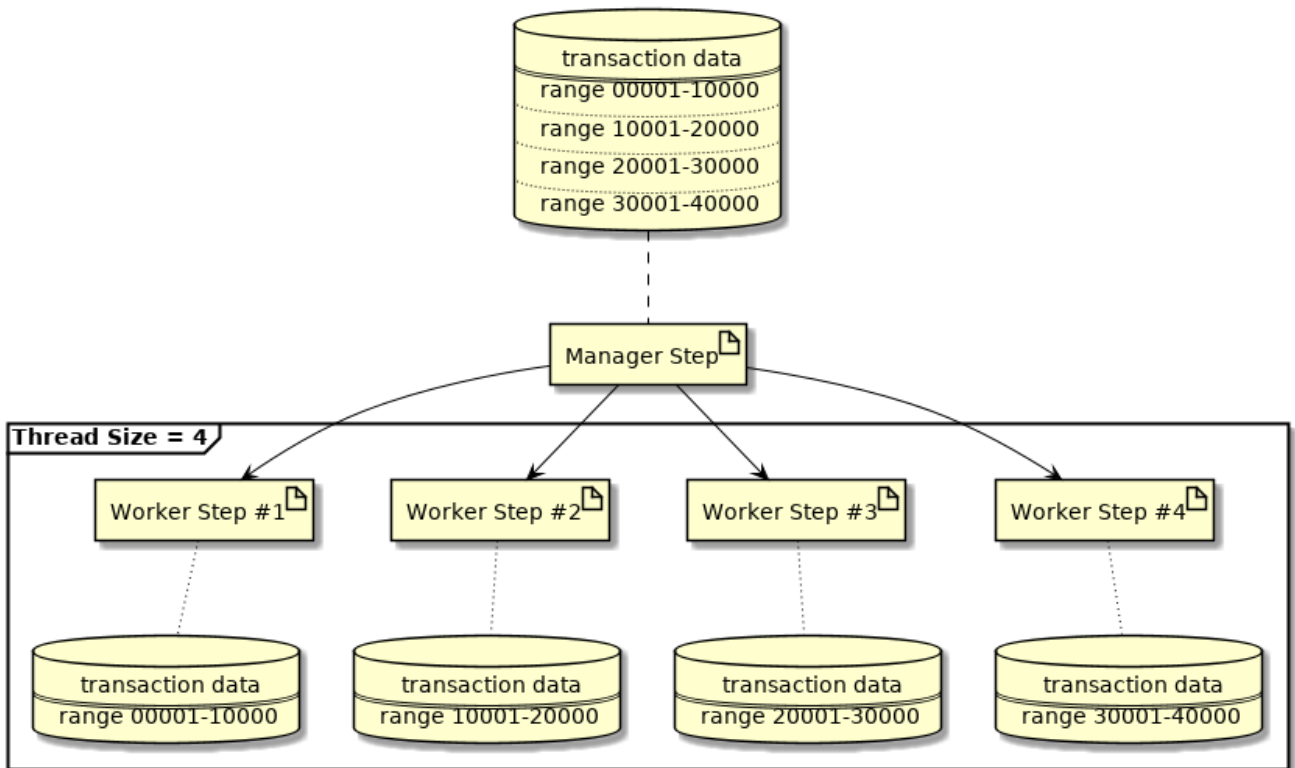 transaction data
range 00001-10000
range 10001-20000
range 20001-30000
range 30001-40000
Manager Step
Thread Size = 4
Worker Step #1
Worker Step #2
Worker Step #3
Worker Step #4
transaction data
range 00001-10000
transaction data
range 10001-20000
transaction data
range 20001-30000
transaction data
range 30001-40000